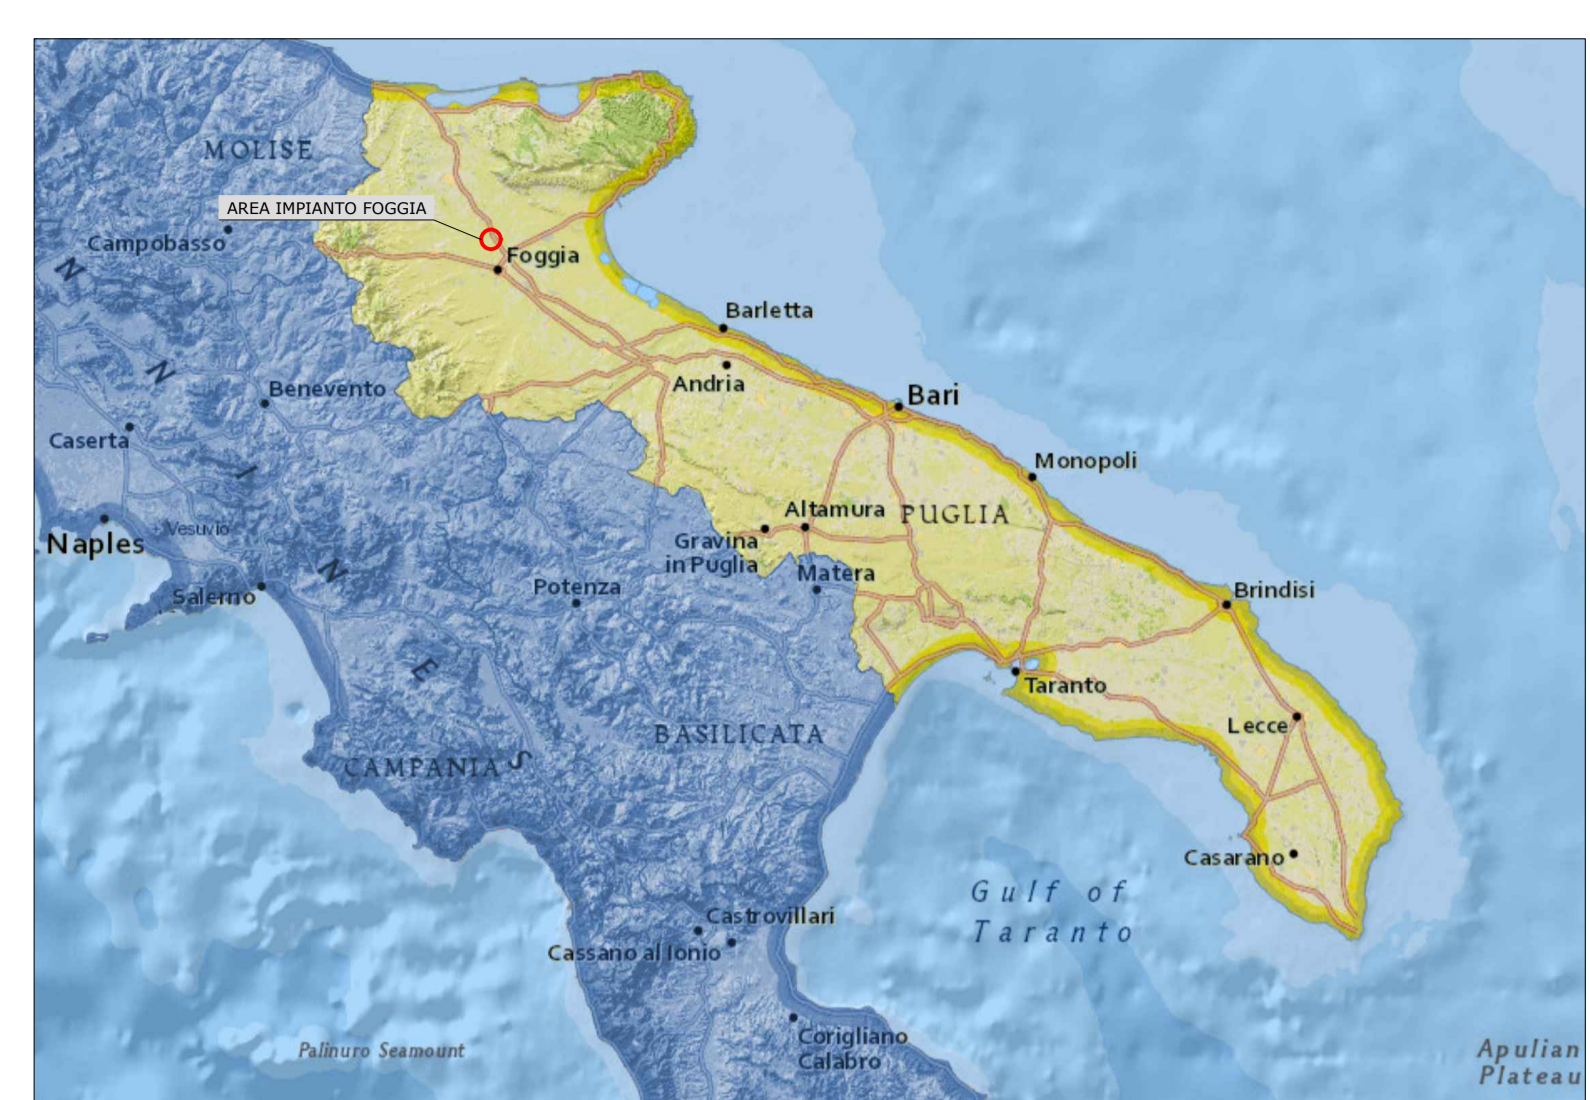 MOLISE
AREA IMPIANTO FOGGIA
Campobasso
Foggia
Barletta
Andria
Benevento
Bari
Caserta
Monopoli
Altamura
PUGLIA
Naples
Vesuvio
Gravina
in Puglia
Matera
Potenza
Salerno
Brindisi
Taranto
Lecce
BASILICATA
CAMPANIA
N
N
I
N
E
S
Casarano
Gulf of
Taranto
Castrovillari
Cassano al Ionio
Corigliano
Calabro
Palinuro Seamount
Apulian
Plateau